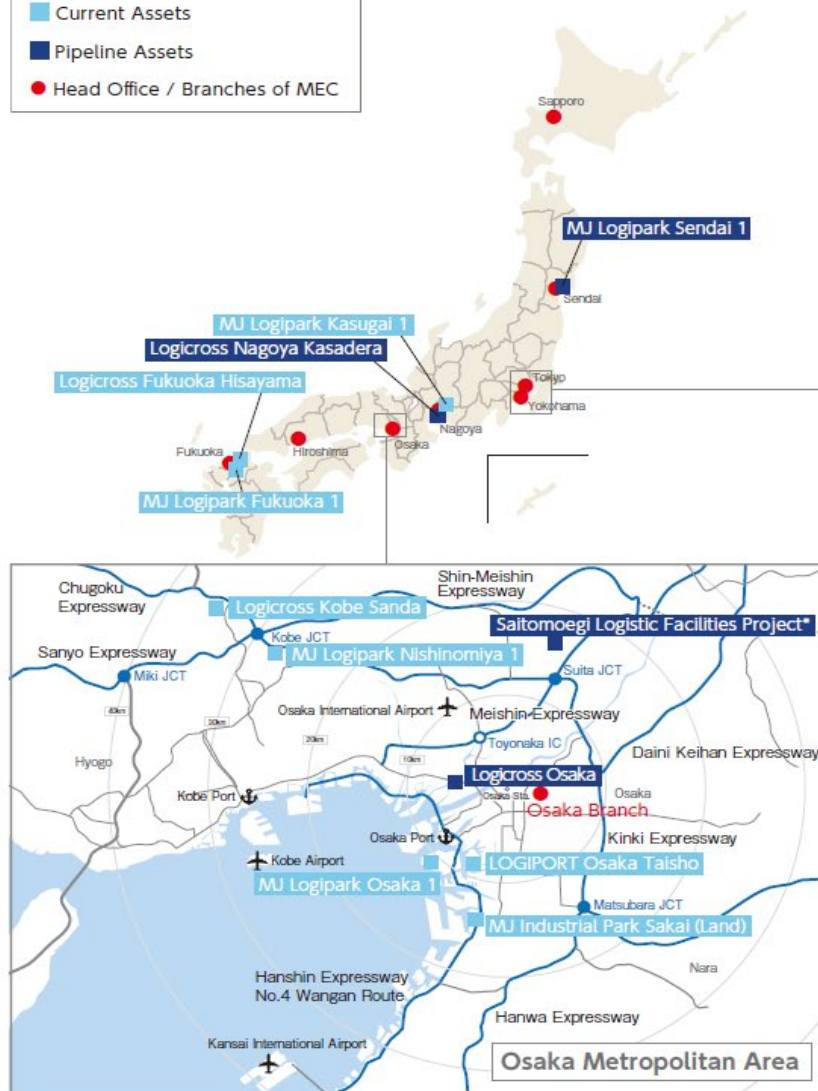 Current Assets
Pipeline Assets
Head Office / Branches of MEC
Sapporo
MJ Logipark Sendai 1
Sendai
MJ Logipark Kasugai 1
Logicross Nagoya Kasadera
Logicross Fukuoka Hisayama
Tokyo
Yokohama
Nagoya
Osaka
Hiroshima
Fukuoka
MJ Logipark Fukuoka 1
Chugoku
Expressway
Shin-Meishin
Expressway
Logicross Kobe Sanda
Saitomoegi Logistic Facilities Project*
Kobe JCT
Sanyo Expressway
MJ Logipark Nishinomiya 1
Miki JCT
Suita JCT
Osaka International Airport
Meishin Expressway
40km
30km
20km
10km
Toyonaka IC
Hyogo
Daini Keihan Expressway
Logicross Osaka
Kobe Port
Osaka Sta.
Osaka
Osaka Branch
Osaka Port
Kinki Expressway
Kobe Airport
LOGIPORT Osaka Taisho
MJ Logipark Osaka 1
Matsubara JCT
MJ Industrial Park Sakai (Land)
Nara
Hanshin Expressway
No.4 Wangan Route
Hanwa Expressway
Kansai International Airport
Osaka Metropolitan Area